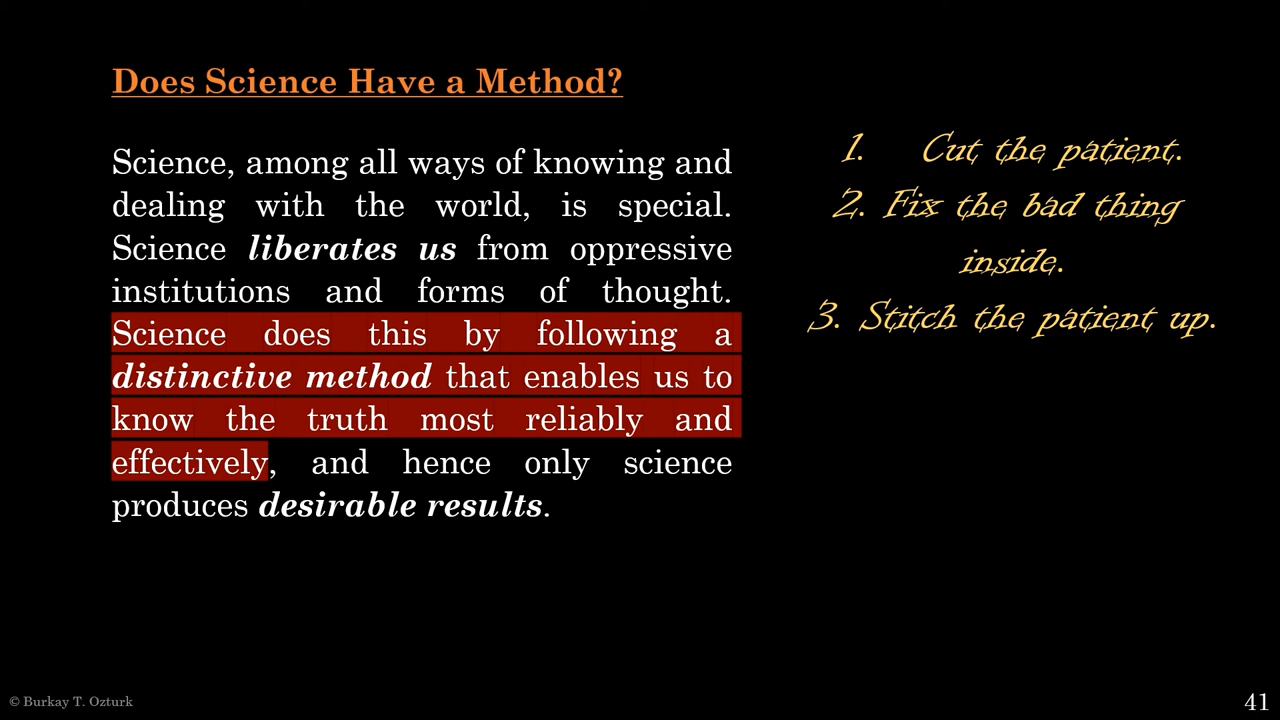 Does Science Have a Method?
Science, among all ways of knowing and
dealing with the world, is special.
Science liberates us from oppressive
institutions and forms of thought.
Science does this by following a
distinctive method that enables us to
know the truth most reliably and
effectively, and hence only science
produces desirable results.
1. Cut the patient.
2. Fix the bad thing
inside.
3. Stitch the patient up.
© Burkay T. Ozturk
41